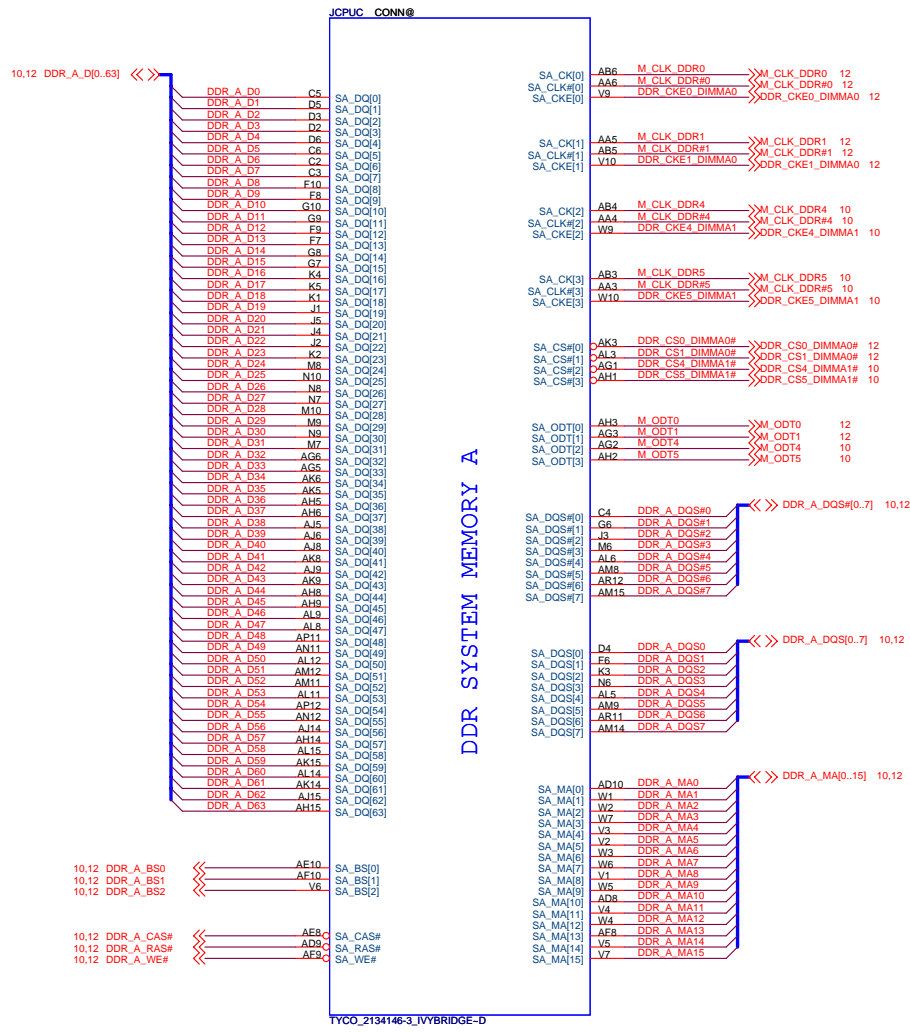 JCPUC CONN@
10,12 DDR_A_D[0..63]
DDR_A_D0 C5 SA_DQ[0]
DDR_A_D1 D5 SA_DQ[1]
DDR_A_D2 D3 SA_DQ[2]
DDR_A_D3 D2 SA_DQ[3]
DDR_A_D4 D6 SA_DQ[4]
DDR_A_D5 C6 SA_DQ[5]
DDR_A_D6 C2 SA_DQ[6]
DDR_A_D7 C3 SA_DQ[7]
DDR_A_D8 F10 SA_DQ[8]
DDR_A_D9 F8 SA_DQ[9]
DDR_A_D10 G10 SA_DQ[10]
DDR_A_D11 G9 SA_DQ[11]
DDR_A_D12 F9 SA_DQ[12]
DDR_A_D13 F7 SA_DQ[13]
DDR_A_D14 G8 SA_DQ[14]
DDR_A_D15 G7 SA_DQ[15]
DDR_A_D16 K4 SA_DQ[16]
DDR_A_D17 K5 SA_DQ[17]
DDR_A_D18 K1 SA_DQ[18]
DDR_A_D19 J1 SA_DQ[19]
DDR_A_D20 J5 SA_DQ[20]
DDR_A_D21 J4 SA_DQ[21]
DDR_A_D22 J2 SA_DQ[22]
DDR_A_D23 K2 SA_DQ[23]
DDR_A_D24 M8 SA_DQ[24]
DDR_A_D25 N10 SA_DQ[25]
DDR_A_D26 N8 SA_DQ[26]
DDR_A_D27 N7 SA_DQ[27]
DDR_A_D28 M10 SA_DQ[28]
DDR_A_D29 M9 SA_DQ[29]
DDR_A_D30 N9 SA_DQ[30]
DDR_A_D31 M7 SA_DQ[31]
DDR_A_D32 AG6 SA_DQ[32]
DDR_A_D33 AG5 SA_DQ[33]
DDR_A_D34 AK6 SA_DQ[34]
DDR_A_D35 AK5 SA_DQ[35]
DDR_A_D36 AH5 SA_DQ[36]
DDR_A_D37 AH6 SA_DQ[37]
DDR_A_D38 AJ5 SA_DQ[38]
DDR_A_D39 AJ6 SA_DQ[39]
DDR_A_D40 AJ8 SA_DQ[40]
DDR_A_D41 AK8 SA_DQ[41]
DDR_A_D42 AJ9 SA_DQ[42]
DDR_A_D43 AK9 SA_DQ[43]
DDR_A_D44 AH8 SA_DQ[44]
DDR_A_D45 AH9 SA_DQ[45]
DDR_A_D46 AL9 SA_DQ[46]
DDR_A_D47 AL8 SA_DQ[47]
DDR_A_D48 AP11 SA_DQ[48]
DDR_A_D49 AN11 SA_DQ[49]
DDR_A_D50 AL12 SA_DQ[50]
DDR_A_D51 AM12 SA_DQ[51]
DDR_A_D52 AM11 SA_DQ[52]
DDR_A_D53 AL11 SA_DQ[53]
DDR_A_D54 AP12 SA_DQ[54]
DDR_A_D55 AN12 SA_DQ[55]
DDR_A_D56 AJ14 SA_DQ[56]
DDR_A_D57 AH14 SA_DQ[57]
DDR_A_D58 AL15 SA_DQ[58]
DDR_A_D59 AK15 SA_DQ[59]
DDR_A_D60 AL14 SA_DQ[60]
DDR_A_D61 AK14 SA_DQ[61]
DDR_A_D62 AJ15 SA_DQ[62]
DDR_A_D63 AH15 SA_DQ[63]
10,12 DDR_A_BS0 AE10 SA_BS[0]
10,12 DDR_A_BS1 AF10 SA_BS[1]
10,12 DDR_A_BS2 V6 SA_BS[2]
10,12 DDR_A_CAS# AE8 SA_CAS#
10,12 DDR_A_RAS# AD9 SA_RAS#
10,12 DDR_A_WE# AF9 SA_WE#
DDR SYSTEM MEMORY A
SA_CK[0] AB6 M_CLK_DDR0 M_CLK_DDR0 12
SA_CLK#[0] AA6 M_CLK_DDR#0 M_CLK_DDR#0 12
SA_CKE[0] V9 DDR_CKE0_DIMMA0 DDR_CKE0_DIMMA0 12
SA_CK[1] AA5 M_CLK_DDR1 M_CLK_DDR1 12
SA_CLK#[1] AB5 M_CLK_DDR#1 M_CLK_DDR#1 12
SA_CKE[1] V10 DDR_CKE1_DIMMA0 DDR_CKE1_DIMMA0 12
SA_CK[2] AB4 M_CLK_DDR4 M_CLK_DDR4 10
SA_CLK#[2] AA4 M_CLK_DDR#4 M_CLK_DDR#4 10
SA_CKE[2] W9 DDR_CKE4_DIMMA1 DDR_CKE4_DIMMA1 10
SA_CK[3] AB3 M_CLK_DDR5 M_CLK_DDR5 10
SA_CLK#[3] AA3 M_CLK_DDR#5 M_CLK_DDR#5 10
SA_CKE[3] W10 DDR_CKE5_DIMMA1 DDR_CKE5_DIMMA1 10
SA_CS#[0] AK3 DDR_CS0_DIMMA0# DDR_CS0_DIMMA0# 12
SA_CS#[1] AL3 DDR_CS1_DIMMA0# DDR_CS1_DIMMA0# 12
SA_CS#[2] AG1 DDR_CS4_DIMMA1# DDR_CS4_DIMMA1# 10
SA_CS#[3] AH1 DDR_CS5_DIMMA1# DDR_CS5_DIMMA1# 10
SA_ODT[0] AH3 M_ODT0 M_ODT0 12
SA_ODT[1] AG3 M_ODT1 M_ODT1 12
SA_ODT[2] AG2 M_ODT4 M_ODT4 10
SA_ODT[3] AH2 M_ODT5 M_ODT5 10
DDR_A_DQS#[0..7] 10,12
SA_DQS#[0] C4 DDR_A_DQS#0
SA_DQS#[1] G6 DDR_A_DQS#1
SA_DQS#[2] J3 DDR_A_DQS#2
SA_DQS#[3] M6 DDR_A_DQS#3
SA_DQS#[4] AL6 DDR_A_DQS#4
SA_DQS#[5] AM8 DDR_A_DQS#5
SA_DQS#[6] AR12 DDR_A_DQS#6
SA_DQS#[7] AM15 DDR_A_DQS#7
DDR_A_DQS[0..7] 10,12
SA_DQS[0] D4 DDR_A_DQS0
SA_DQS[1] F6 DDR_A_DQS1
SA_DQS[2] K3 DDR_A_DQS2
SA_DQS[3] N6 DDR_A_DQS3
SA_DQS[4] AL5 DDR_A_DQS4
SA_DQS[5] AM9 DDR_A_DQS5
SA_DQS[6] AR11 DDR_A_DQS6
SA_DQS[7] AM14 DDR_A_DQS7
DDR_A_MA[0..15] 10,12
SA_MA[0] AD10 DDR_A_MA0
SA_MA[1] W1 DDR_A_MA1
SA_MA[2] W2 DDR_A_MA2
SA_MA[3] W7 DDR_A_MA3
SA_MA[4] V3 DDR_A_MA4
SA_MA[5] V2 DDR_A_MA5
SA_MA[6] W3 DDR_A_MA6
SA_MA[7] W6 DDR_A_MA7
SA_MA[8] V1 DDR_A_MA8
SA_MA[9] W5 DDR_A_MA9
SA_MA[10] AD8 DDR_A_MA10
SA_MA[11] V4 DDR_A_MA11
SA_MA[12] W4 DDR_A_MA12
SA_MA[13] AF8 DDR_A_MA13
SA_MA[14] V5 DDR_A_MA14
SA_MA[15] V7 DDR_A_MA15
TYCO_2134146-3_IVYBRIDGE~D